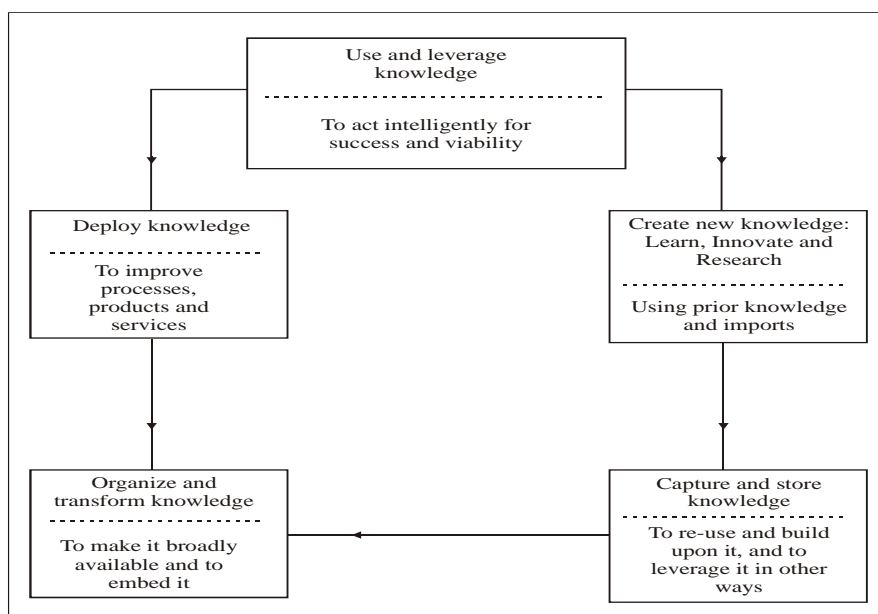 Use and leverage
knowledge
To act intelligently for
success and viability
Deploy knowledge
To improve
processes,
products and
services
Create new knowledge:
Learn, Innovate and
Research
Using prior knowledge
and imports
Organize and
transform knowledge
To make it broadly
available and to
embed it
Capture and store
knowledge
To re-use and build
upon it, and to
leverage it in other
ways